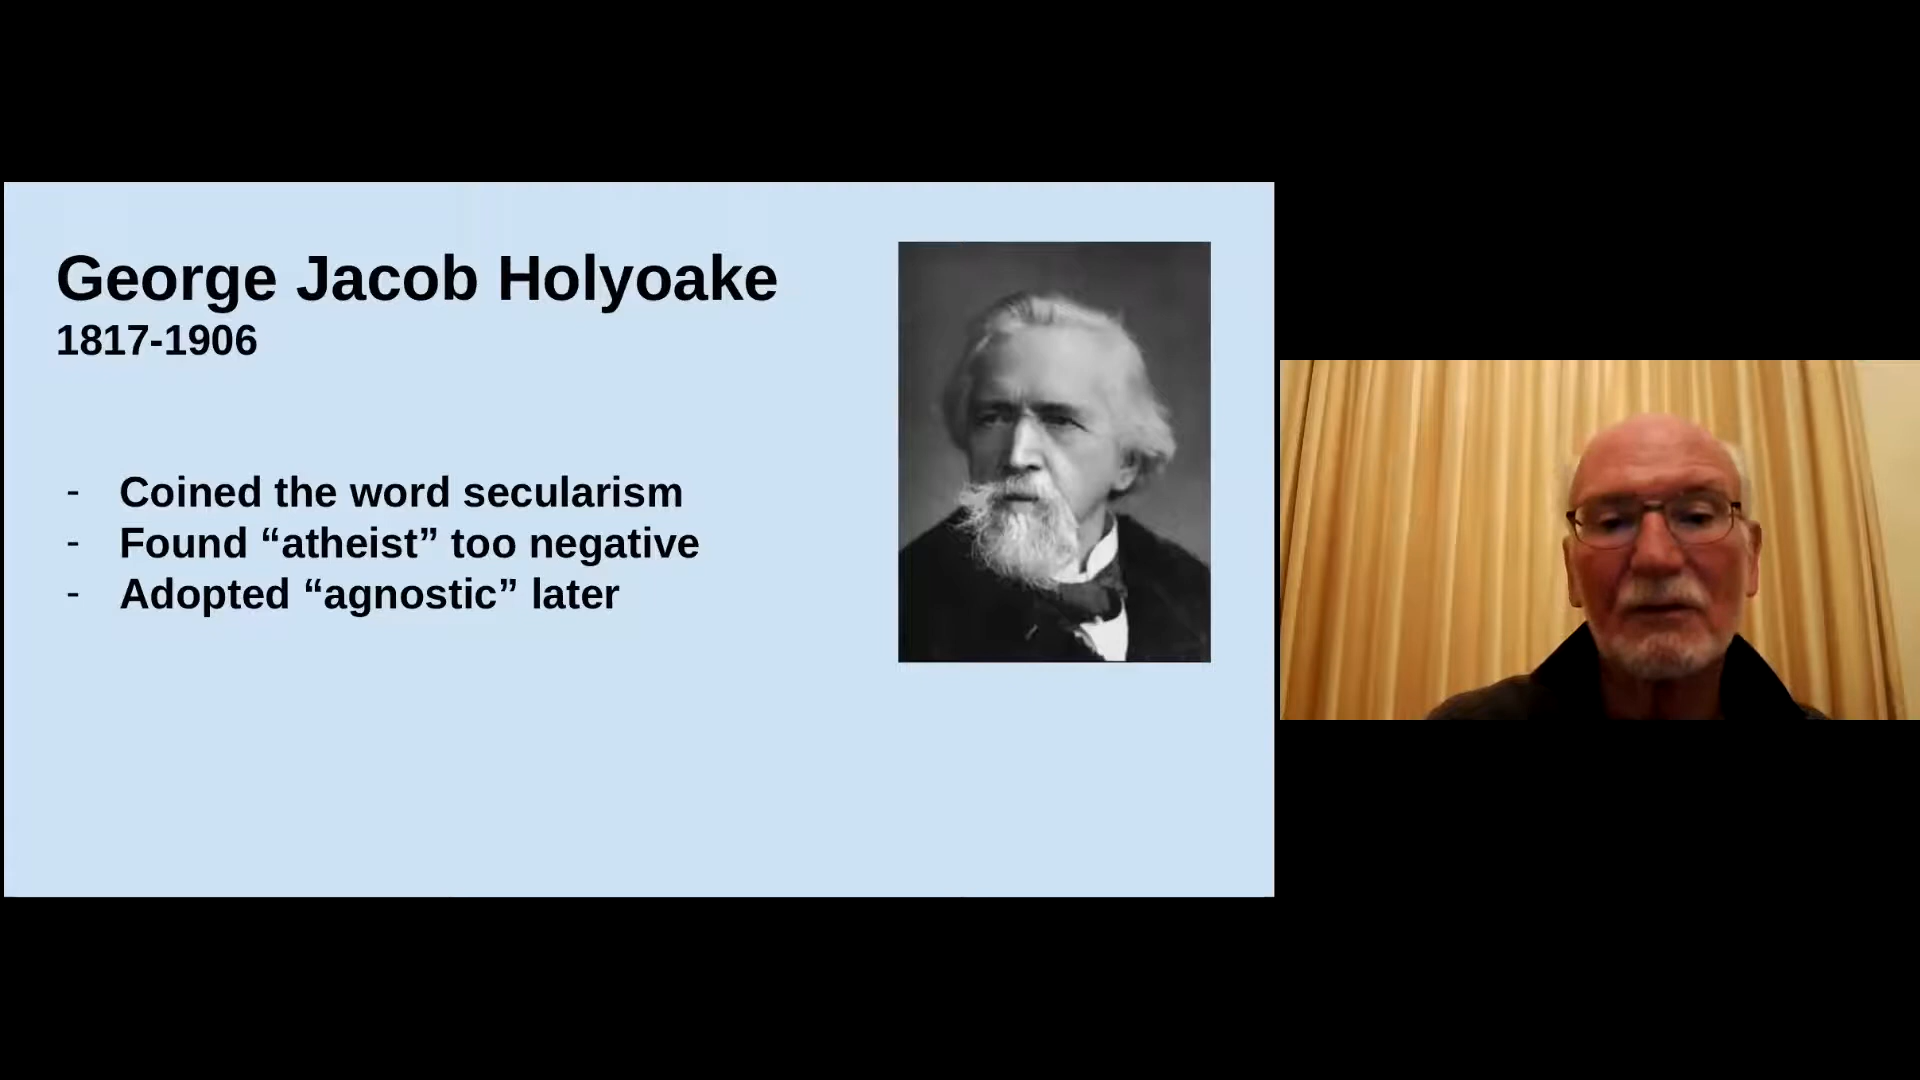 George Jacob Holyoake
1817-1906
- Coined the word secularism
- Found “atheist” too negative
- Adopted “agnostic” later